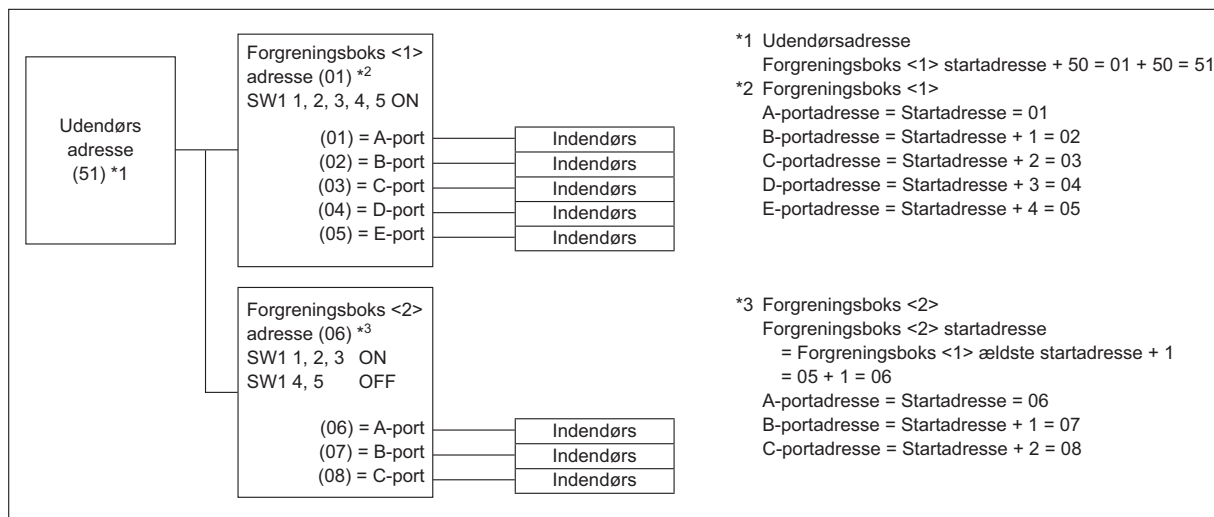 Udendørs
adresse
(51) *1
Forgreningsboks <1>
adresse (01) *2
SW1 1, 2, 3, 4, 5 ON
(01) = A-port
(02) = B-port
(03) = C-port
(04) = D-port
(05) = E-port
Indendørs
Indendørs
Indendørs
Indendørs
Indendørs
Forgreningsboks <2>
adresse (06) *3
SW1 1, 2, 3 ON
SW1 4, 5 OFF
(06) = A-port
(07) = B-port
(08) = C-port
Indendørs
Indendørs
Indendørs
*1 Udendørsadresse
Forgreningsboks <1> startadresse + 50 = 01 + 50 = 51
*2 Forgreningsboks <1>
A-portadresse = Startadresse = 01
B-portadresse = Startadresse + 1 = 02
C-portadresse = Startadresse + 2 = 03
D-portadresse = Startadresse + 3 = 04
E-portadresse = Startadresse + 4 = 05
*3 Forgreningsboks <2>
Forgreningsboks <2> startadresse
= Forgreningsboks <1> ældste startadresse + 1
= 05 + 1 = 06
A-portadresse = Startadresse = 06
B-portadresse = Startadresse + 1 = 07
C-portadresse = Startadresse + 2 = 08